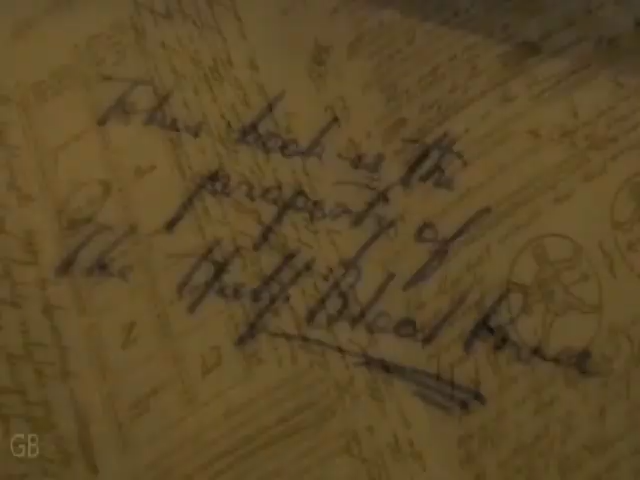 This book is the
property of
The Half Blood Prince
GB